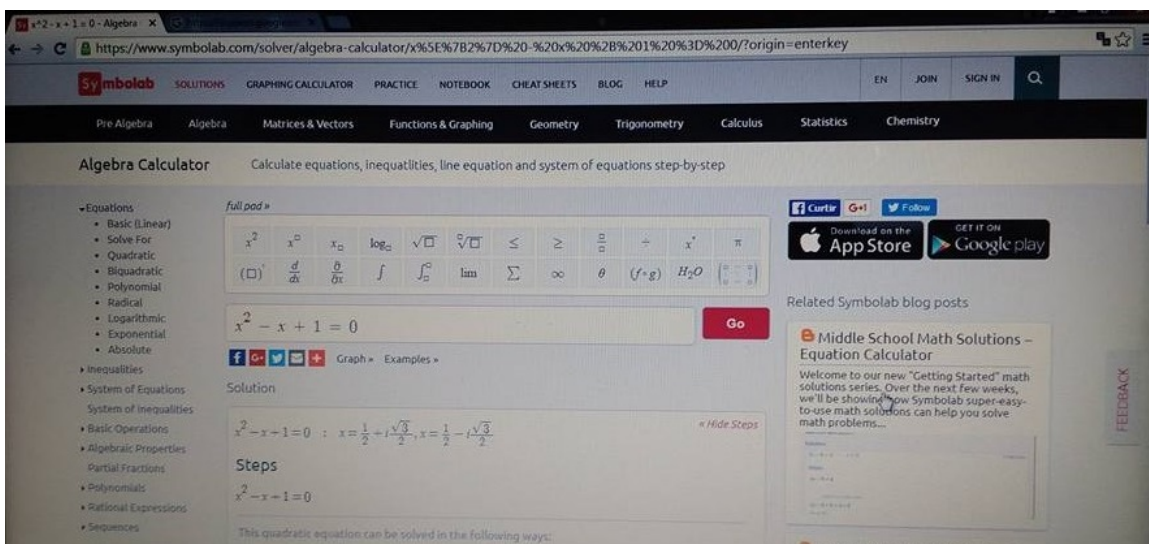 x^2 - x + 1 = 0 - Algebra
https://www.symbolab.com/solver/algebra-calculator/x%5E%7B2%7D%20-%20x%20%2B%201%20%3D%200/?origin=enterkey
Symbolab SOLUTIONS GRAPHING CALCULATOR PRACTICE NOTEBOOK CHEAT SHEETS BLOG HELP EN JOIN SIGN IN
Pre Algebra Algebra Matrices & Vectors Functions & Graphing Geometry Trigonometry Calculus Statistics Chemistry
Algebra Calculator Calculate equations, inequatlities, line equation and system of equations step-by-step
Equations
• Basic (Linear)
• Solve For
• Quadratic
• Biquadratic
• Polynomial
• Radical
• Logarithmic
• Exponential
• Absolute
Inequalities
System of Equations
System of Inequalities
Basic Operations
Algebraic Properties
Partial Fractions
Polynomials
Rational Expressions
Sequences
full pad »
x² x^□ x_□ log_□ √□ ∛□ ≤ ≥ □/□ ÷ x° π
(□)' d/dx ∂/∂x ∫ ∫ lim Σ ∞ θ (f∘g) H₂O
x² − x + 1 = 0 Go
Graph » Examples »
Solution
x = 1/2 + i √3/2, x = 1/2 − i √3/2 « Hide Steps
Steps
This quadratic equation can be solved in the following ways:
Curtir G+1 Follow
Download on the App Store
GET IT ON Google play
Related Symbolab blog posts
Middle School Math Solutions –
Equation Calculator
Welcome to our new "Getting Started" math
solutions series. Over the next few weeks,
we'll be showing how Symbolab super-easy-
to-use math solutions can help you solve
math problems...
FEEDBACK